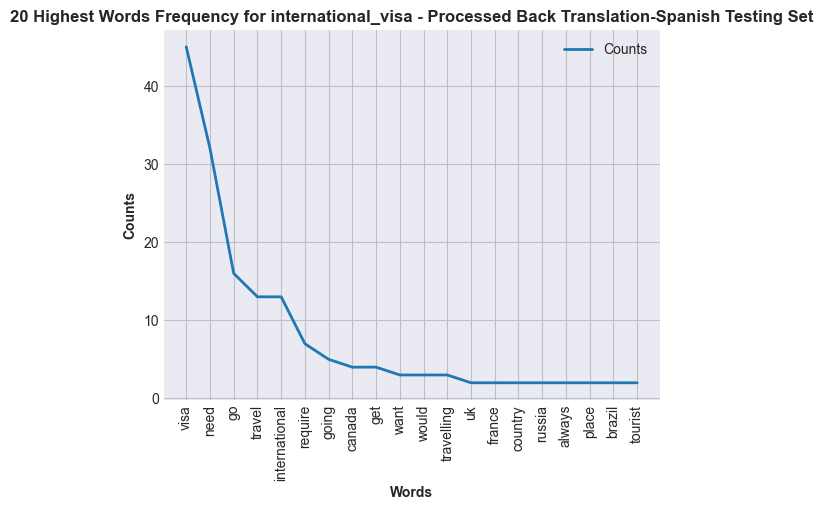 20 Highest Words Frequency for international_visa - Processed Back Translation-Spanish Testing Set
Counts
40
30
20
10
0
Counts
visa
need
go
travel
international
require
going
canada
get
want
would
travelling
uk
france
country
russia
always
place
brazil
tourist
Words